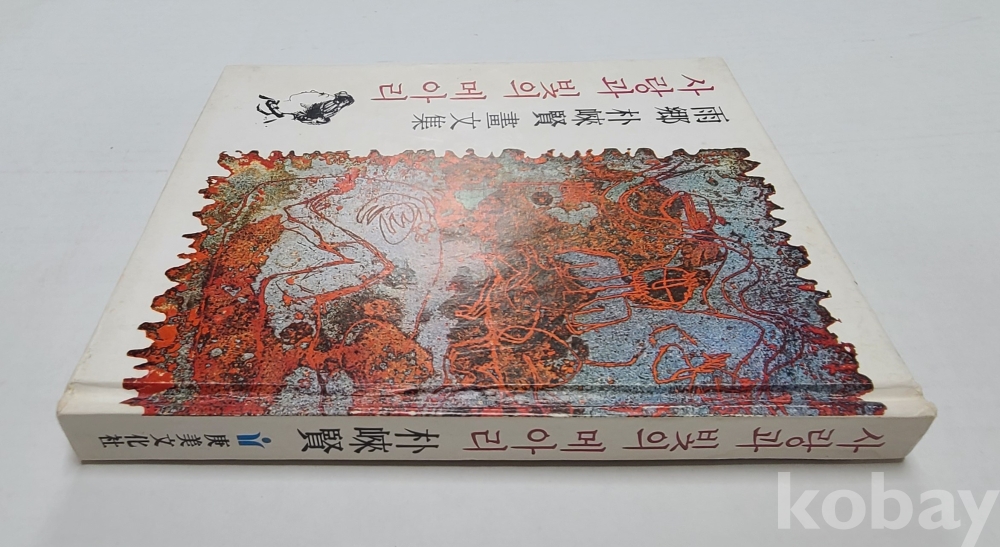 사랑과 빛의 메아리
雨鄕 朴崍賢 畫文集
사랑과 빛의 메아리 朴崍賢 庚美文化社
kobay